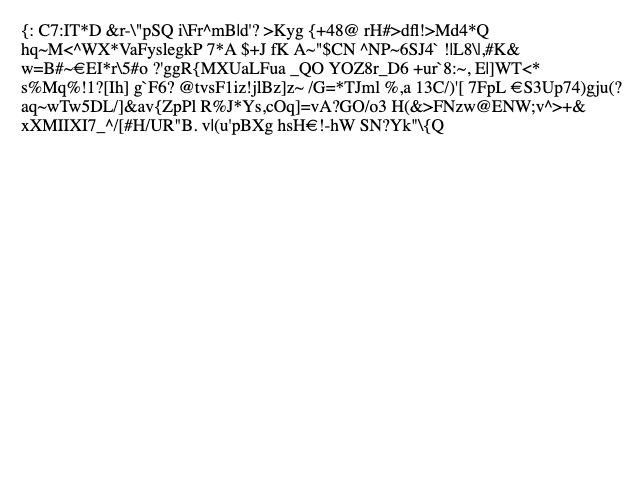 {: C7:IT*D &r-\"pSQ i\Fr^mB|d'? >Kyg {+48@ rH#>dfl!>Md4*Q
hq~M<^WX*VaFyslegkP 7*A $+J fK A~"$CN ^NP~6SJ4` !|L8\|,#K&
w=B#~€EI*r\5#o ?'ggR{MXUaLFua _QO YOZ8r_D6 +ur`8:~, E|]WT<*
s%Mq%!1?[Ih] g`F6? @tvsF1iz!jlBz]z~ /G=*TJml %,a 13C/)'[ 7FpL €S3Up74)gju(?
aq~wTw5DL/]&av{ZpPl R%J*Ys,cOq]=vA?GO/o3 H(&>FNzw@ENW;v^>+&
xXMIIXI7_^/[#H/UR"B. v|(u'pBXg hsH€!-hW SN?Yk"\{Q